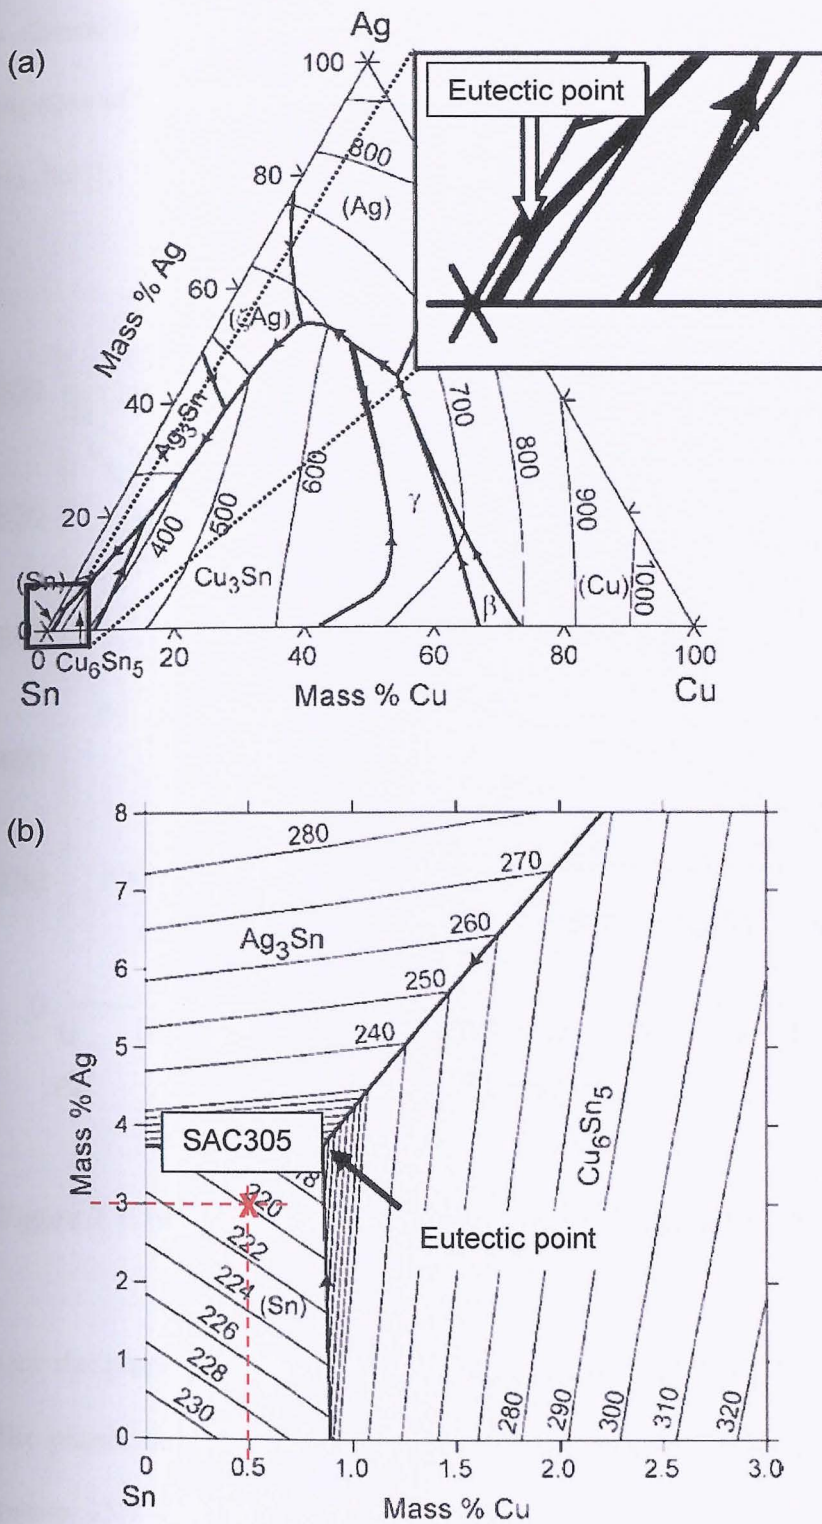 (a)
Ag
100
Eutectic point
800
80
(Ag)
Mass % Ag
60
(ξAg)
40
Ag3Sn
700
800
600
20
500
400
γ
900
(Sn)
Cu3Sn
β
(Cu)
1000
0
0 Cu6Sn5 20 40 60 80 100
Sn Mass % Cu Cu
(b)
8
280
7
270
Ag3Sn
260
6
250
5
240
Mass % Ag
4
SAC305
78
Cu6Sn5
3
220
Eutectic point
222
2
224 (Sn)
226
1
228
230
280 290 300 310 320
0
0 0.5 1.0 1.5 2.0 2.5 3.0
Sn
Mass % Cu